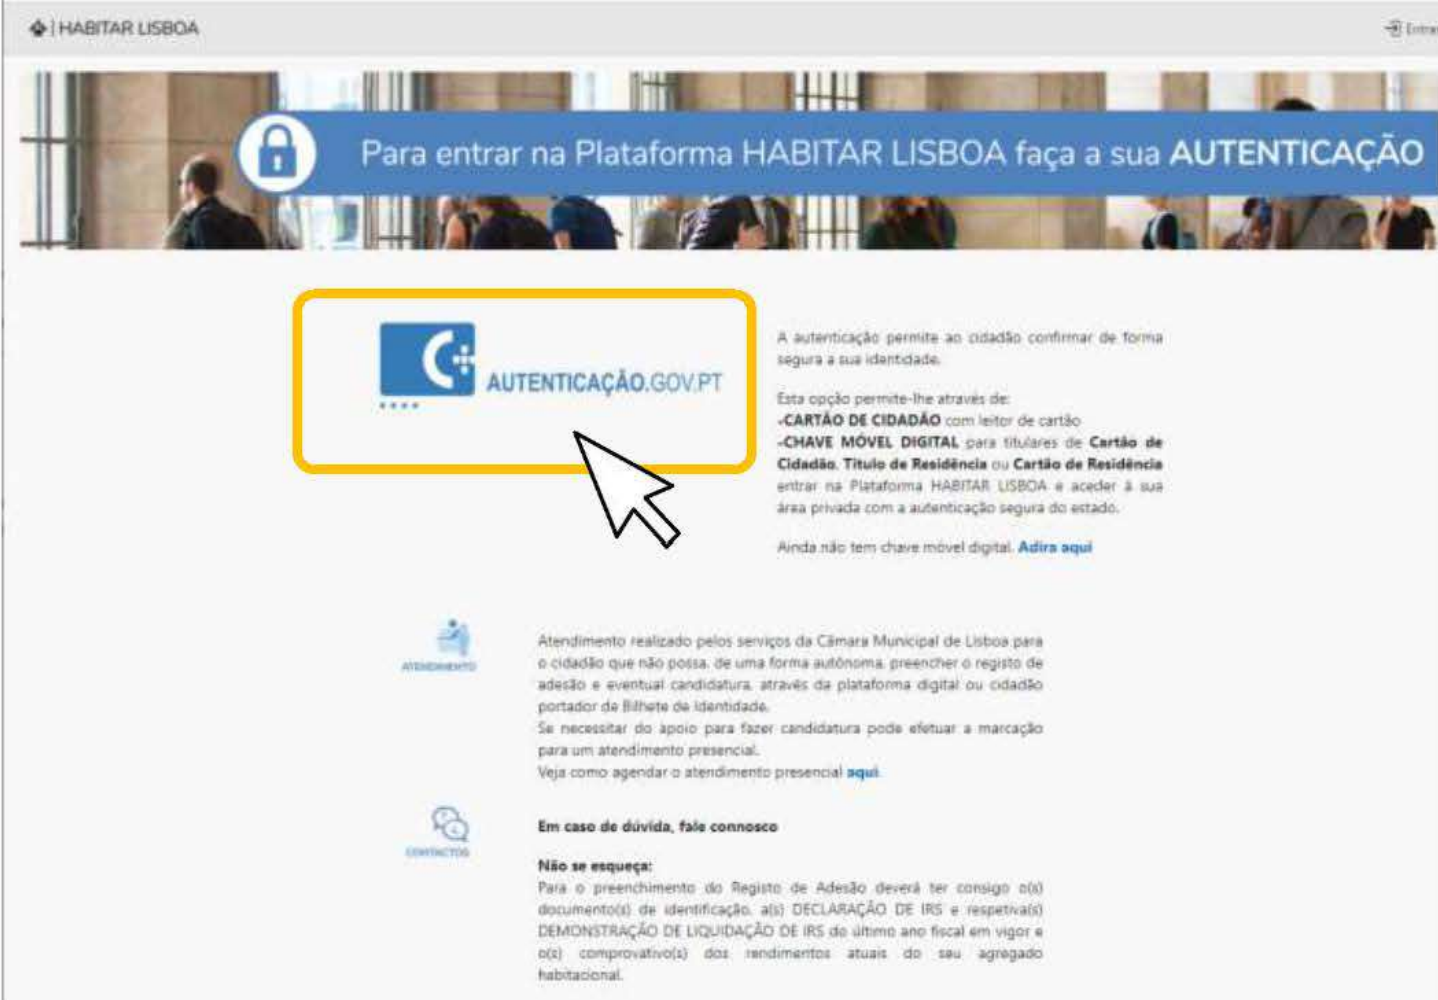 HABITAR LISBOA
Entrar
Para entrar na Plataforma HABITAR LISBOA faça a sua AUTENTICAÇÃO
AUTENTICAÇÃO.GOV.PT
A autenticação permite ao cidadão confirmar de forma
segura a sua identidade.
Esta opção permite-lhe através de:
-CARTÃO DE CIDADÃO com leitor de cartão
-CHAVE MÓVEL DIGITAL para titulares de Cartão de
Cidadão, Título de Residência ou Cartão de Residência
entrar na Plataforma HABITAR LISBOA e aceder à sua
área privada com a autenticação segura do estado.
Ainda não tem chave móvel digital. Adira aqui
ATENDIMENTO
Atendimento realizado pelos serviços da Câmara Municipal de Lisboa para
o cidadão que não possa, de uma forma autónoma, preencher o registo de
adesão e eventual candidatura, através da plataforma digital ou cidadão
portador de Bilhete de Identidade.
Se necessitar do apoio para fazer candidatura pode efetuar a marcação
para um atendimento presencial.
Veja como agendar o atendimento presencial aqui.
CONTACTOS
Em caso de dúvida, fale connosco
Não se esqueça:
Para o preenchimento do Registo de Adesão deverá ter consigo o(s)
documento(s) de identificação, a(s) DECLARAÇÃO DE IRS e respetiva(s)
DEMONSTRAÇÃO DE LIQUIDAÇÃO DE IRS do último ano fiscal em vigor e
o(s) comprovativo(s) dos rendimentos atuais do seu agregado
habitacional.